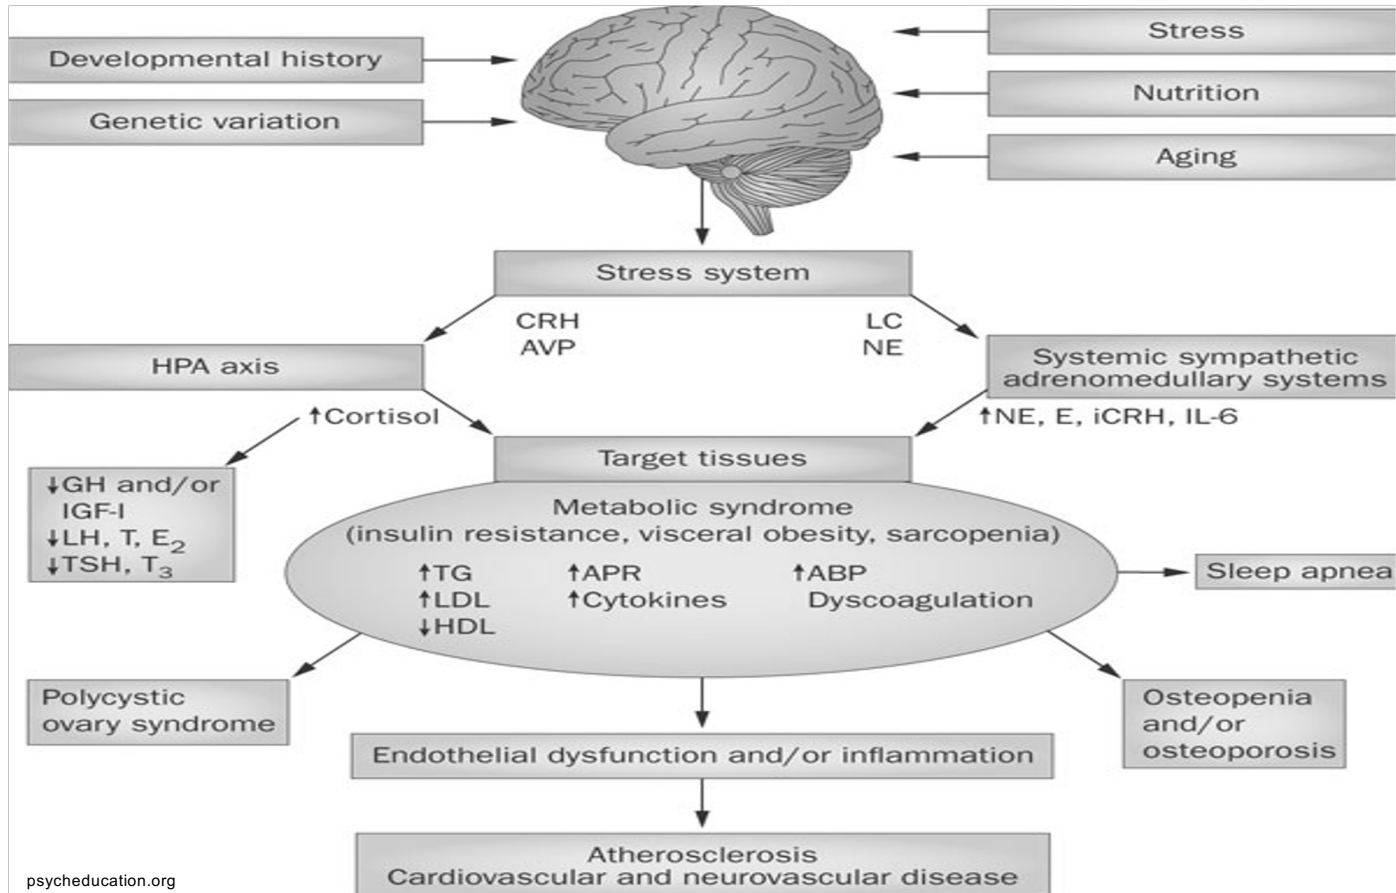 Developmental history
Genetic variation
Stress
Nutrition
Aging
Stress system
CRH
AVP
LC
NE
HPA axis
Systemic sympathetic
adrenomedullary systems
↑Cortisol
↑NE, E, iCRH, IL-6
Target tissues
↓GH and/or
IGF-I
↓LH, T, E₂
↓TSH, T₃
Metabolic syndrome
(insulin resistance, visceral obesity, sarcopenia)
↑TG
↑LDL
↓HDL
↑APR
↑Cytokines
↑ABP
Dyscoagulation
Sleep apnea
Polycystic
ovary syndrome
Osteopenia
and/or
osteoporosis
Endothelial dysfunction and/or inflammation
Atherosclerosis
Cardiovascular and neurovascular disease
psycheducation.org